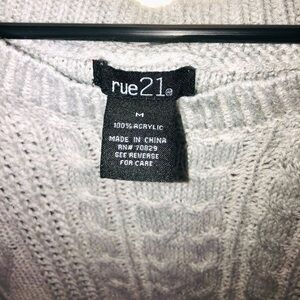 rue21®
M
100% ACRYLIC
MADE IN CHINA
RN# 70829
SEE REVERSE
FOR CARE